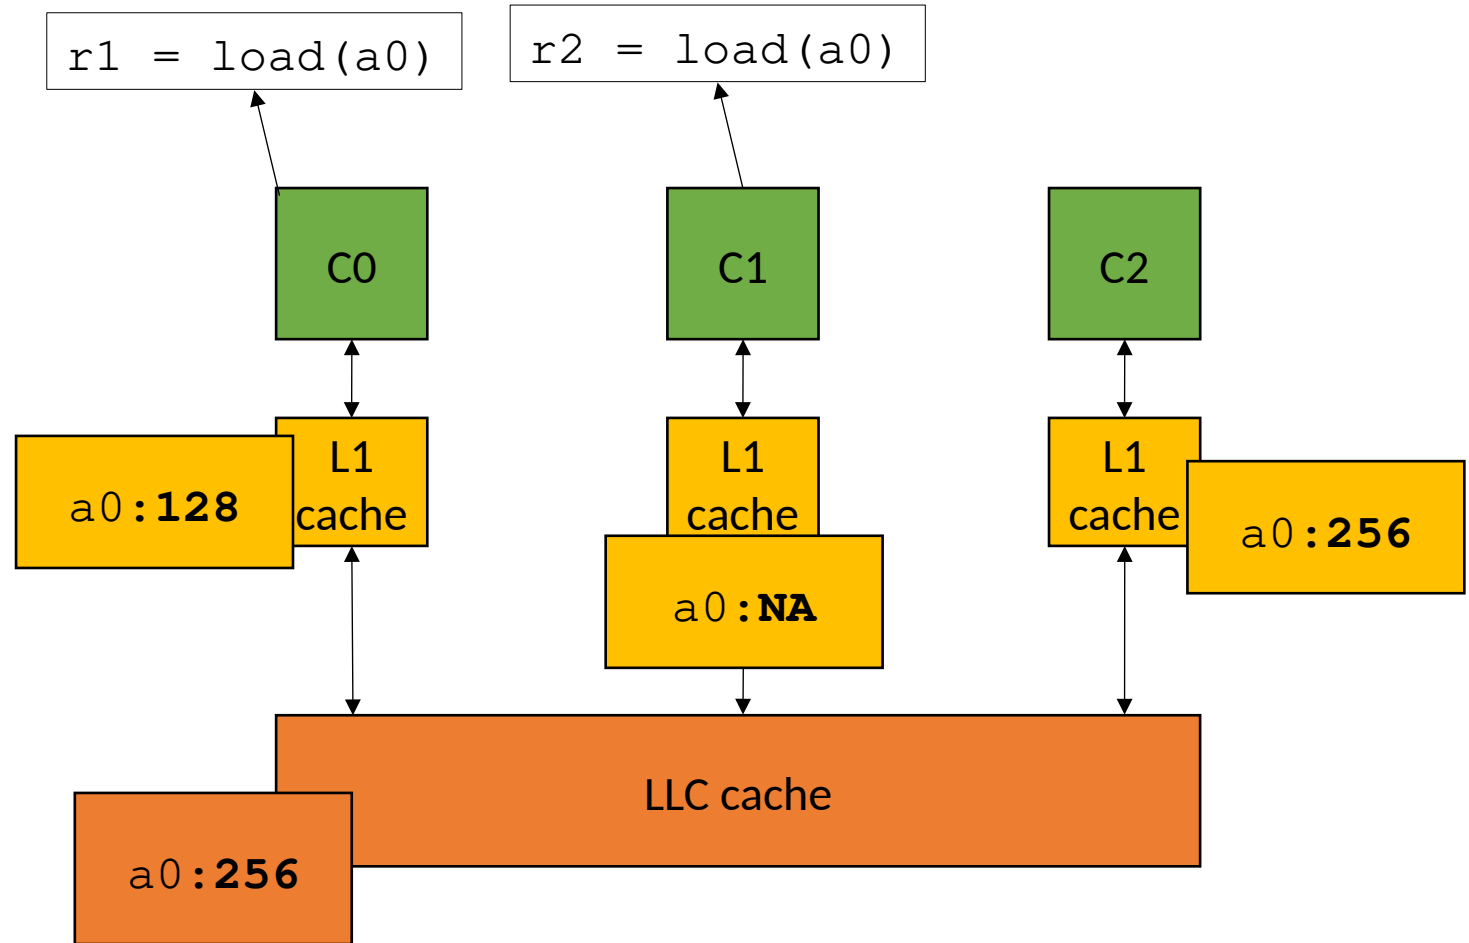 r1 = load(a0)
r2 = load(a0)
C0
C1
C2
L1
cache
a0:128
L1
cache
a0:NA
L1
cache
a0:256
LLC cache
a0:256